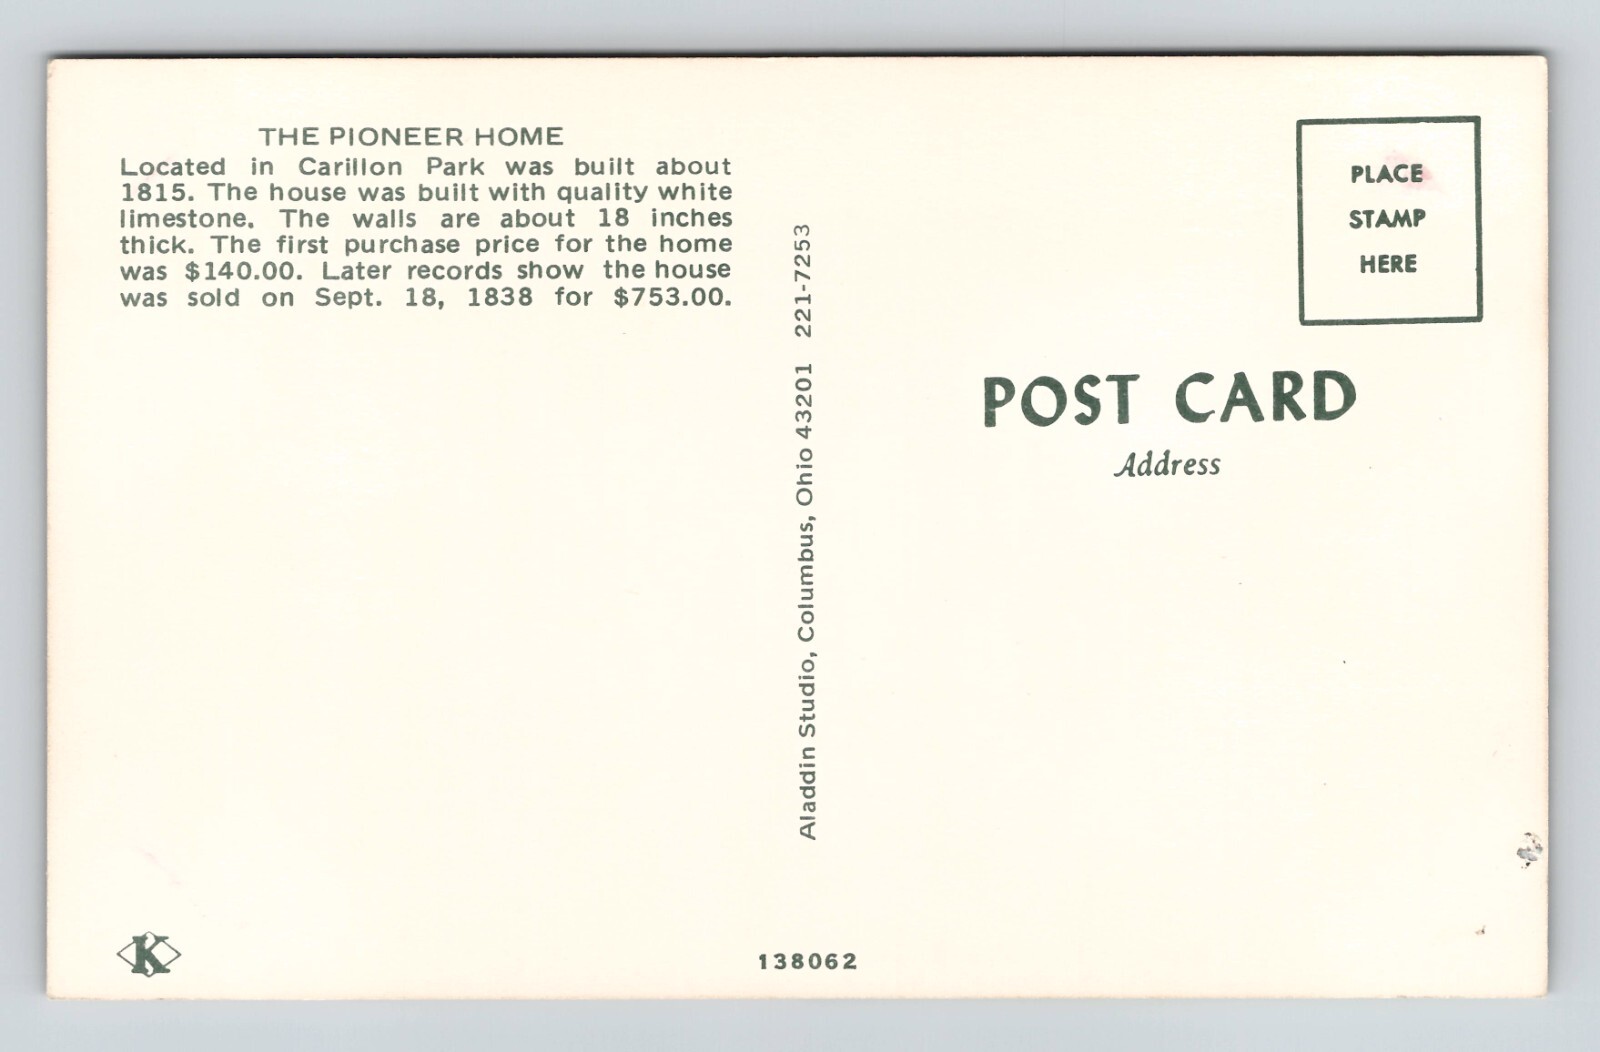 THE PIONEER HOME
Located in Carillon Park was built about
1815. The house was built with quality white
limestone. The walls are about 18 inches
thick. The first purchase price for the home
was $140.00. Later records show the house
was sold on Sept. 18, 1838 for $753.00.
Aladdin Studio, Columbus, Ohio 43201 221-7253
PLACE
STAMP
HERE
POST CARD
Address
K
138062